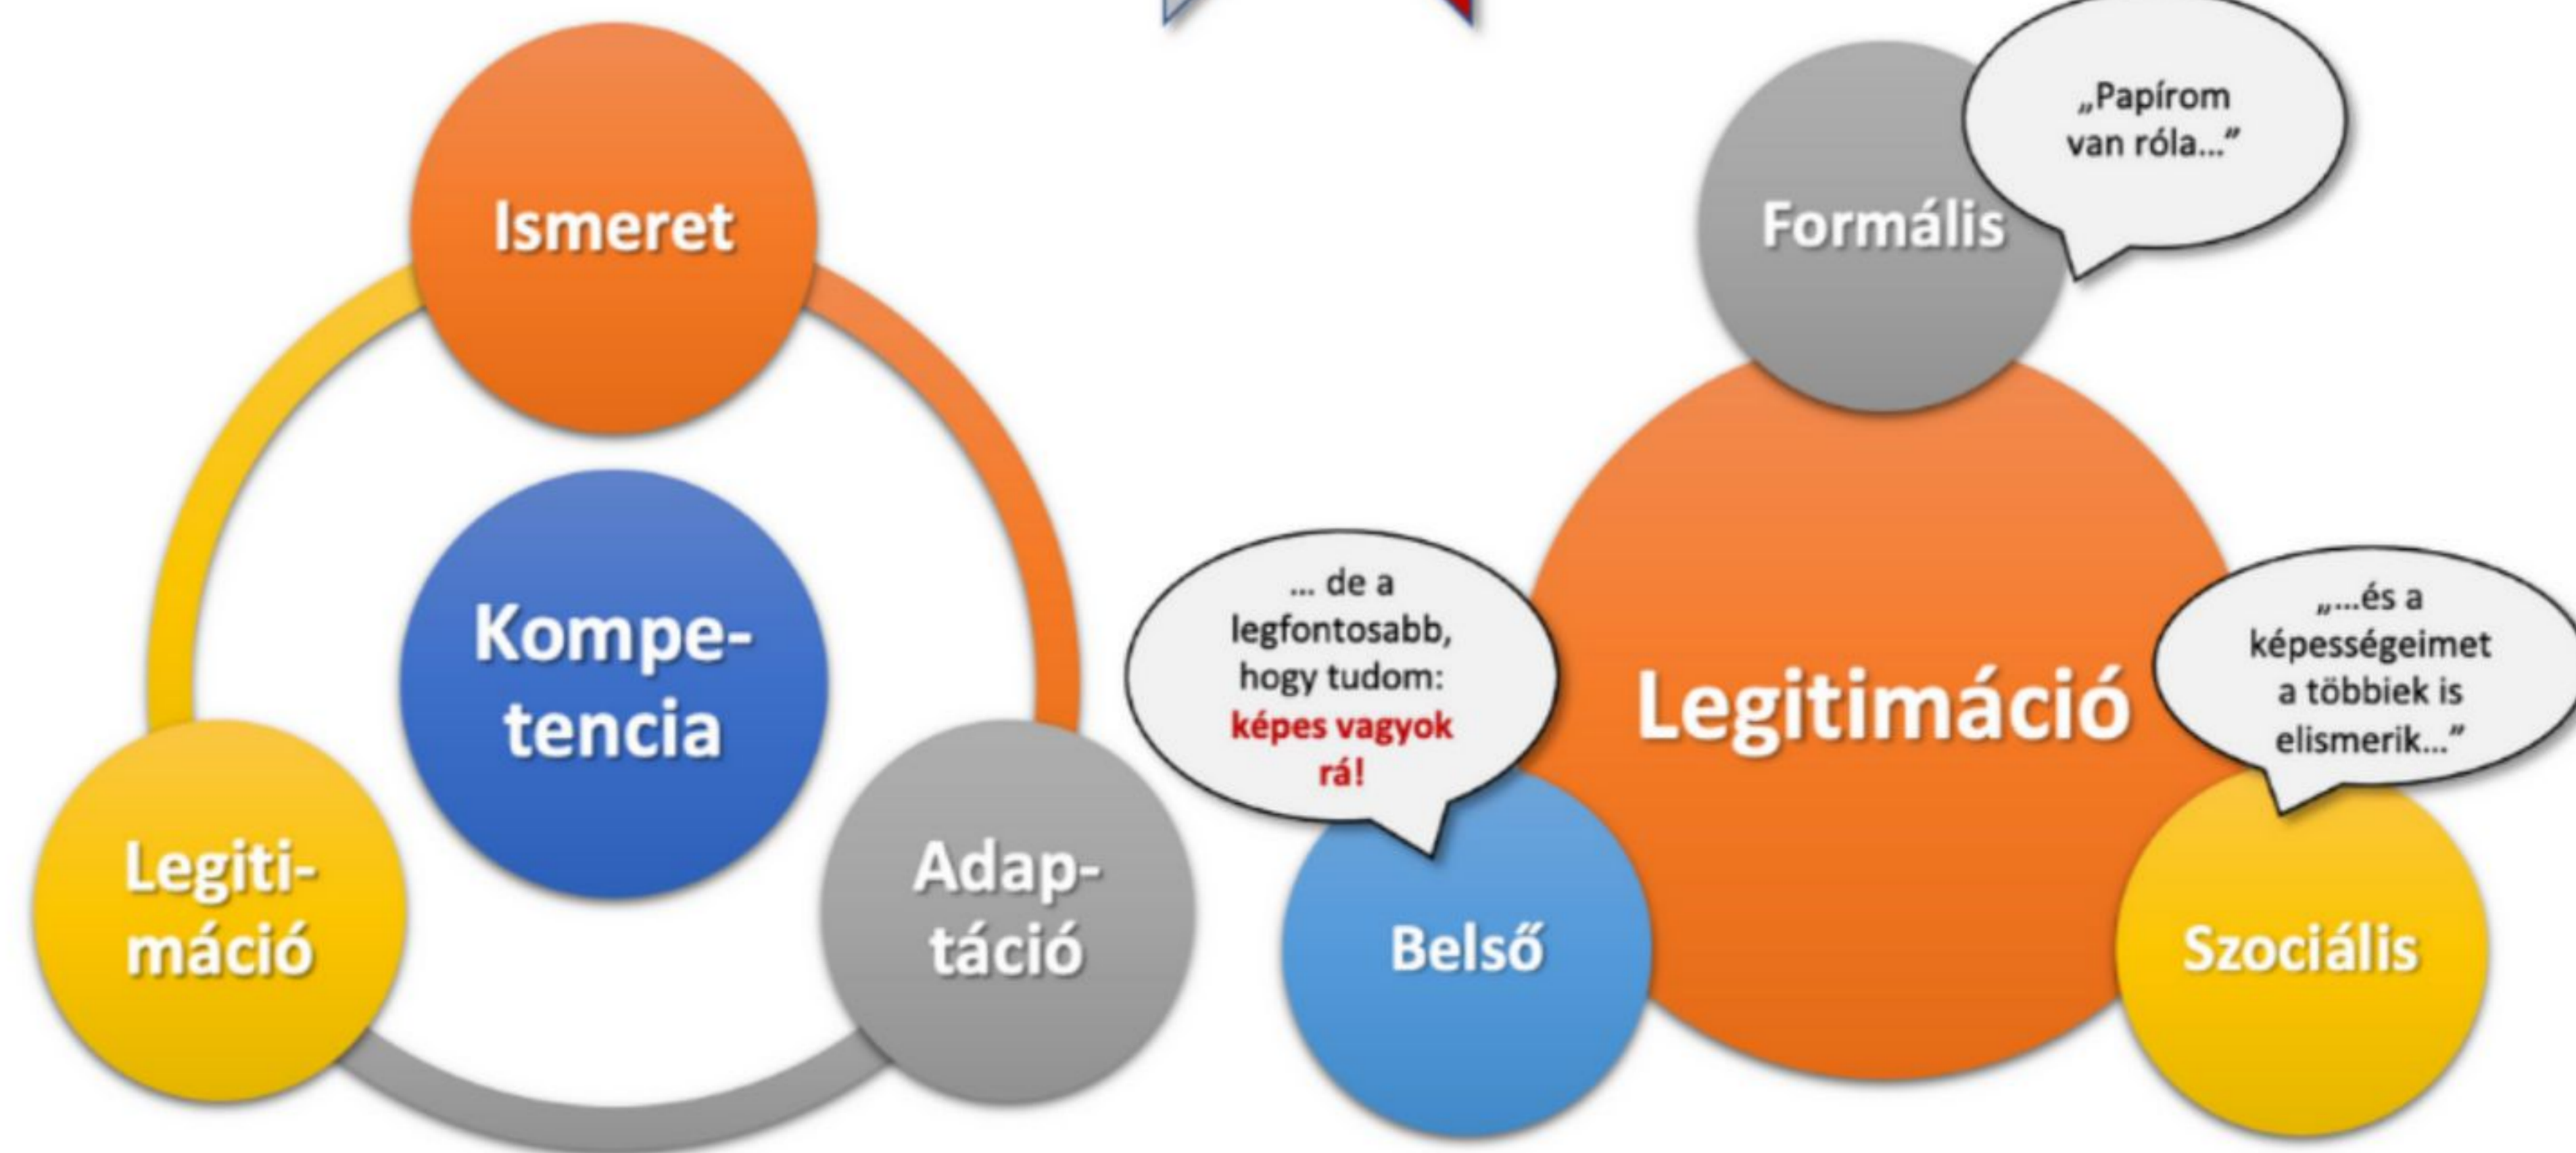 Ismeret
Kompe-
tencia
Legiti-
máció
Adap-
táció
Formális
„Papírom
van róla...”
Legitimáció
... de a
legfontosabb,
hogy tudom:
képes vagyok
rá!
Belső
„...és a
képességeimet
a többiek is
elismerik...”
Szociális